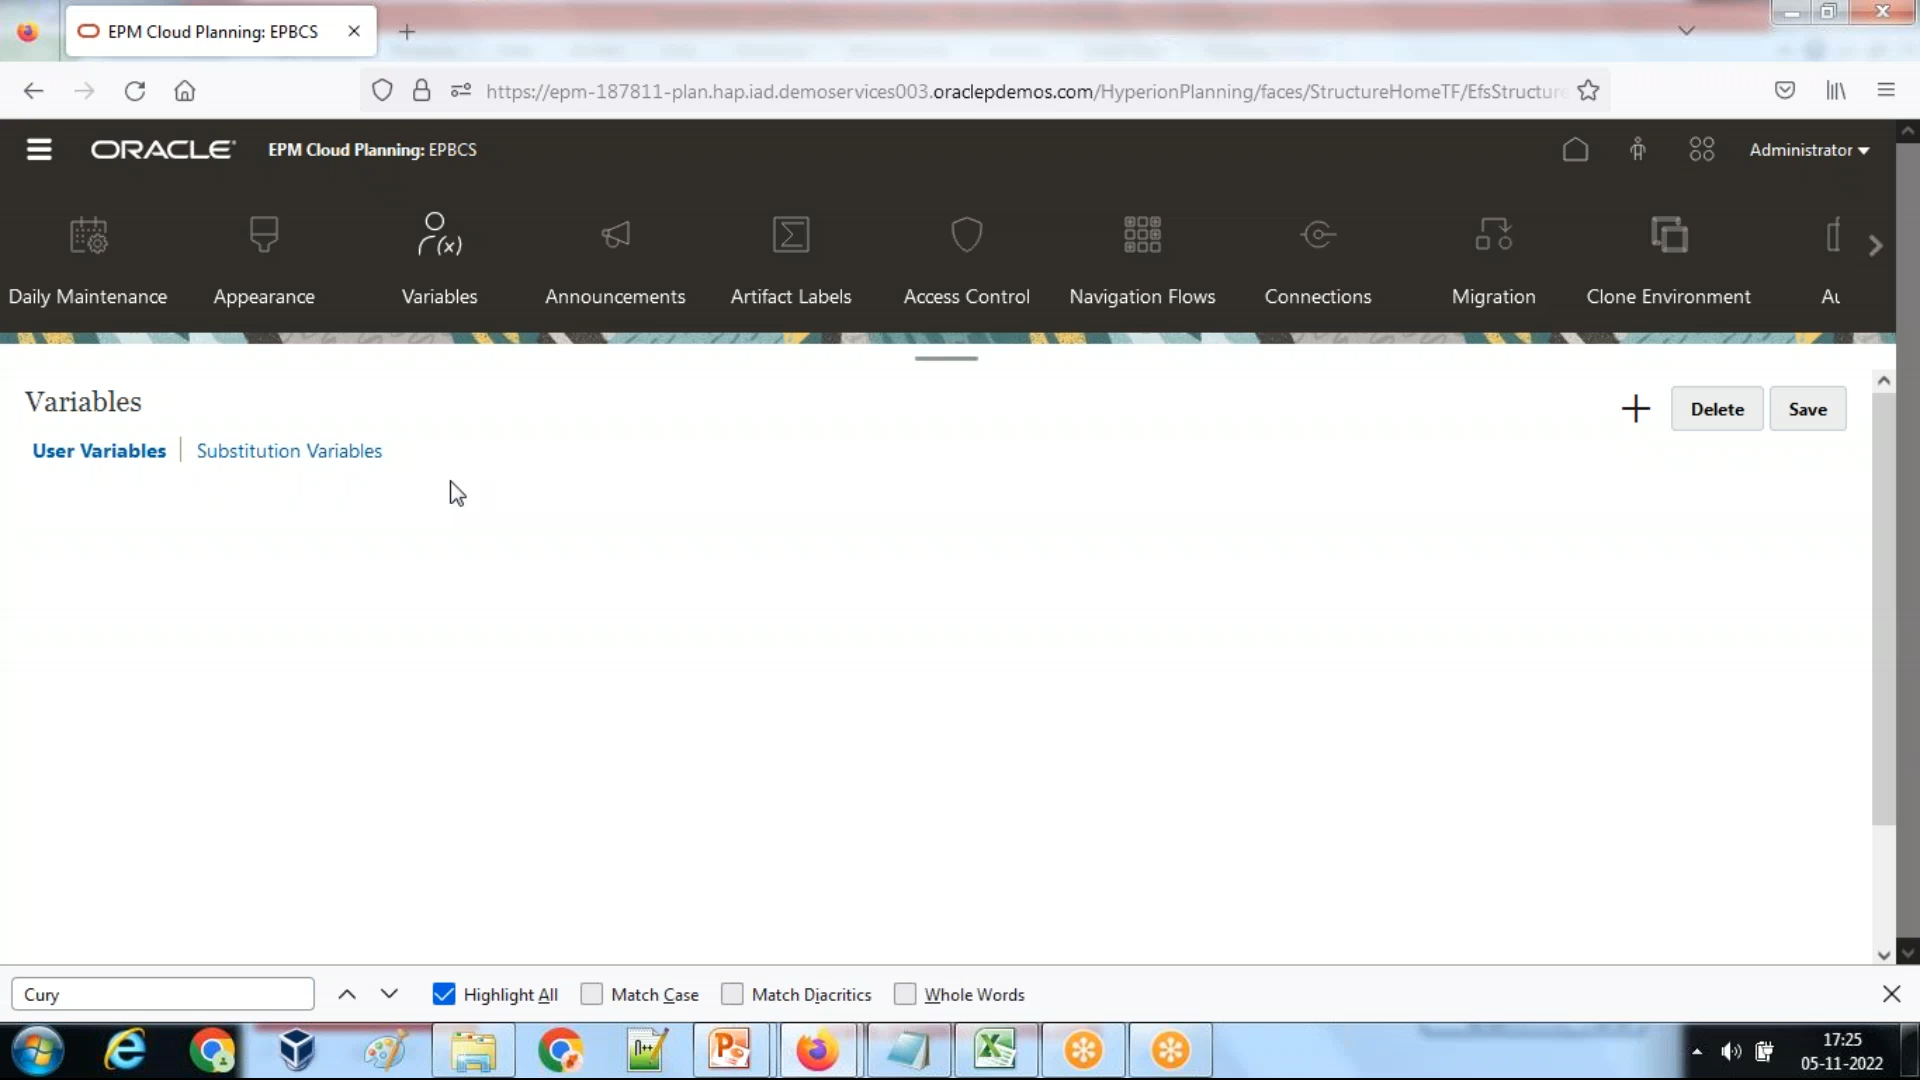 EPM Cloud Planning: EPBCS
https://epm-187811-plan.hap.iad.demoservices003.oraclepdemos.com/HyperionPlanning/faces/StructureHomeTF/EfsStructure
ORACLE EPM Cloud Planning: EPBCS Administrator
Daily Maintenance Appearance Variables Announcements Artifact Labels Access Control Navigation Flows Connections Migration Clone Environment Au
Variables
Delete Save
User Variables Substitution Variables
Cury Highlight All Match Case Match Diacritics Whole Words
17:25
05-11-2022